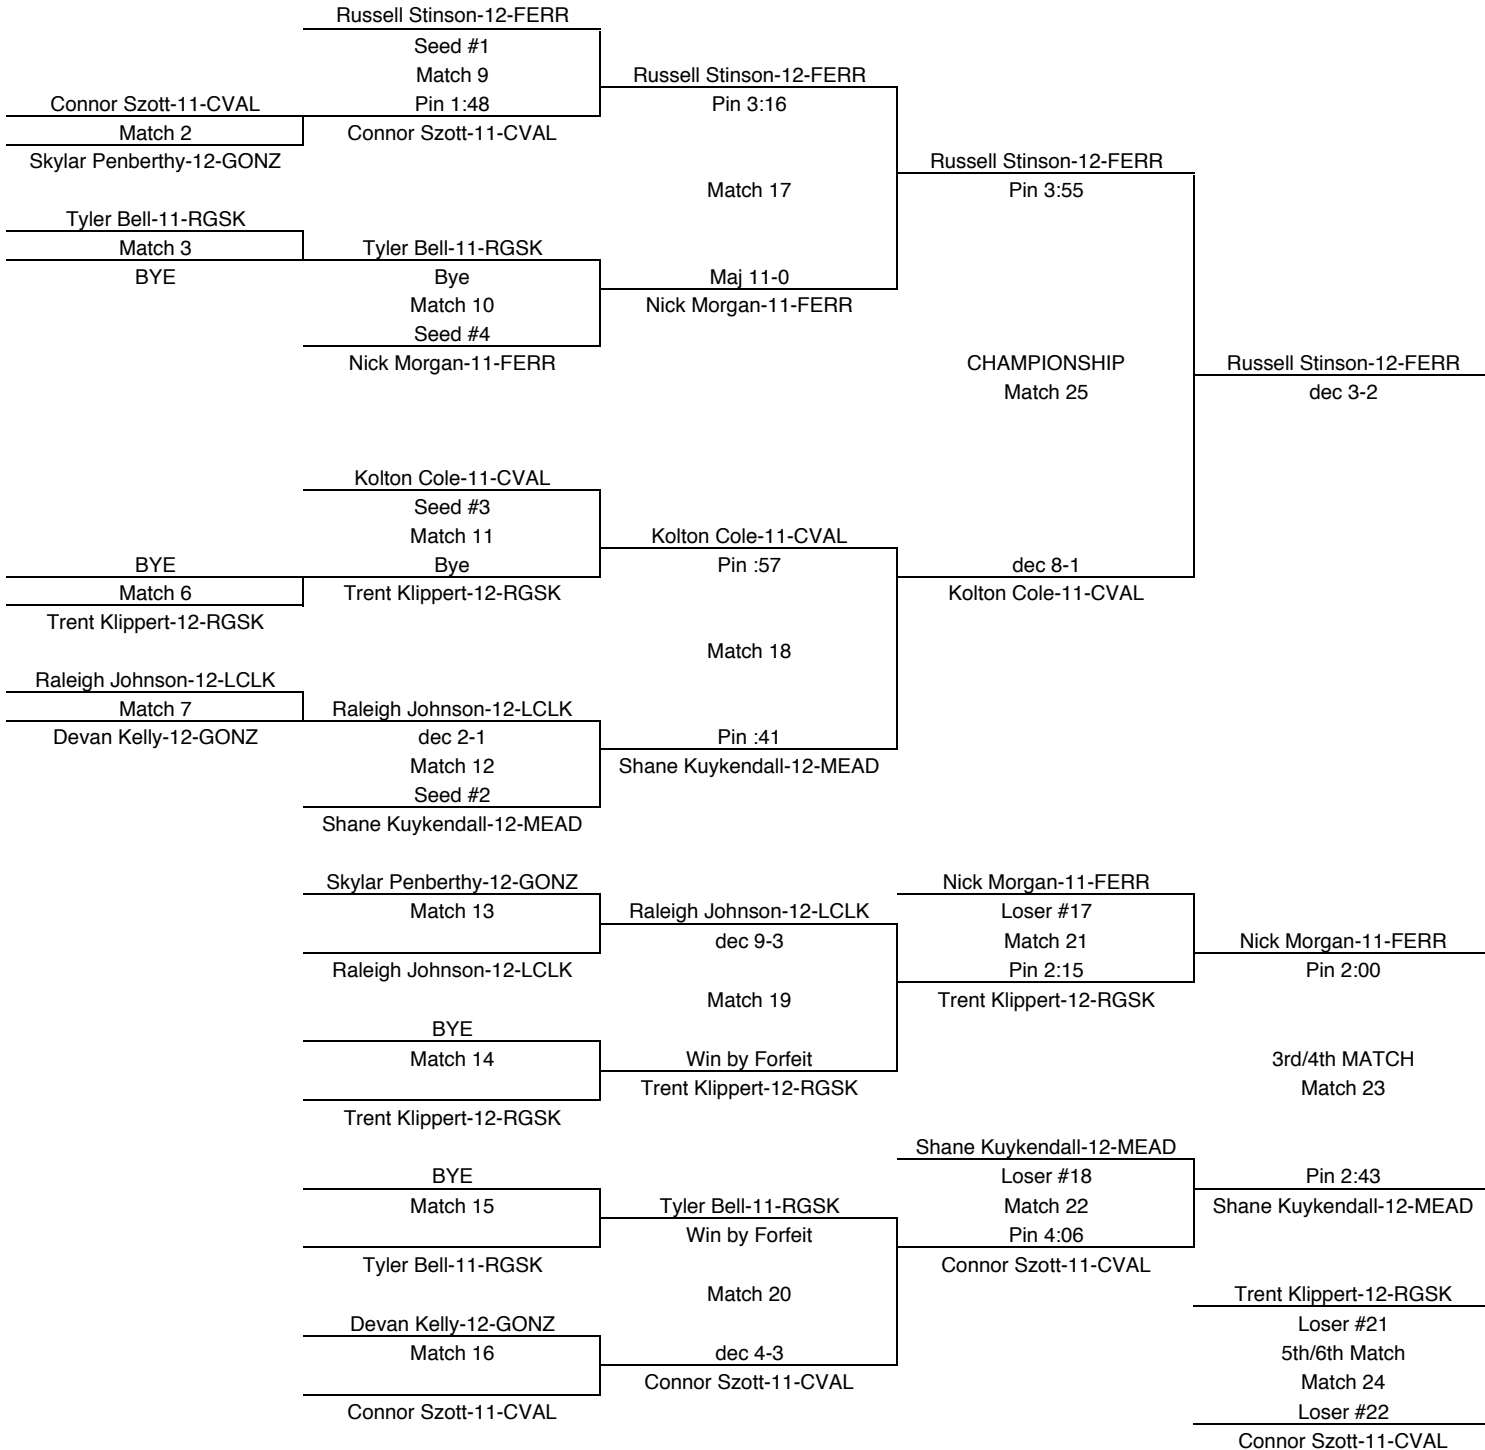 Russell Stinson-12-FERR
Seed #1
Match 9
Russell Stinson-12-FERR
Connor Szott-11-CVAL
Pin 1:48
Pin 3:16
Match 2
Connor Szott-11-CVAL
Skylar Penberthy-12-GONZ
Russell Stinson-12-FERR
Match 17
Pin 3:55
Tyler Bell-11-RGSK
Match 3
Tyler Bell-11-RGSK
BYE
Bye
Maj 11-0
Match 10
Nick Morgan-11-FERR
Seed #4
Nick Morgan-11-FERR
CHAMPIONSHIP
Russell Stinson-12-FERR
Match 25
dec 3-2
Kolton Cole-11-CVAL
Seed #3
Match 11
Kolton Cole-11-CVAL
BYE
Bye
Pin :57
dec 8-1
Match 6
Trent Klippert-12-RGSK
Kolton Cole-11-CVAL
Trent Klippert-12-RGSK
Match 18
Raleigh Johnson-12-LCLK
Match 7
Raleigh Johnson-12-LCLK
Devan Kelly-12-GONZ
dec 2-1
Pin :41
Match 12
Shane Kuykendall-12-MEAD
Seed #2
Shane Kuykendall-12-MEAD
Skylar Penberthy-12-GONZ
Nick Morgan-11-FERR
Match 13
Raleigh Johnson-12-LCLK
Loser #17
dec 9-3
Match 21
Nick Morgan-11-FERR
Raleigh Johnson-12-LCLK
Pin 2:15
Pin 2:00
Match 19
Trent Klippert-12-RGSK
BYE
Match 14
Win by Forfeit
3rd/4th MATCH
Trent Klippert-12-RGSK
Match 23
Trent Klippert-12-RGSK
Shane Kuykendall-12-MEAD
BYE
Loser #18
Pin 2:43
Match 15
Tyler Bell-11-RGSK
Match 22
Shane Kuykendall-12-MEAD
Win by Forfeit
Pin 4:06
Tyler Bell-11-RGSK
Connor Szott-11-CVAL
Match 20
Trent Klippert-12-RGSK
Devan Kelly-12-GONZ
Loser #21
Match 16
dec 4-3
5th/6th Match
Connor Szott-11-CVAL
Match 24
Connor Szott-11-CVAL
Loser #22
Connor Szott-11-CVAL